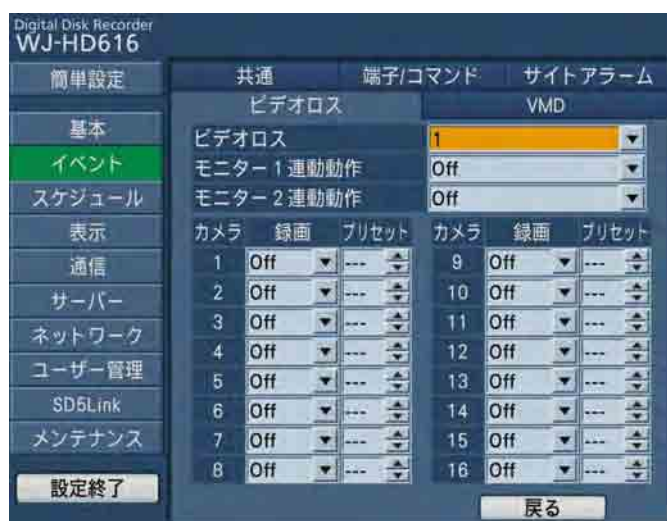 Digital Disk Recorder
WJ-HD616
簡単設定
基本
イベント
スケジュール
表示
通信
サーバー
ネットワーク
ユーザー管理
SD5Link
メンテナンス
設定終了
共通 端子/コマンド サイトアラーム
ビデオロス VMD
ビデオロス 1
モニター1連動動作 Off
モニター2連動動作 Off
カメラ 録画 プリセット カメラ 録画 プリセット
1 Off --- 9 Off ---
2 Off --- 10 Off ---
3 Off --- 11 Off ---
4 Off --- 12 Off ---
5 Off --- 13 Off ---
6 Off --- 14 Off ---
7 Off --- 15 Off ---
8 Off --- 16 Off ---
戻る